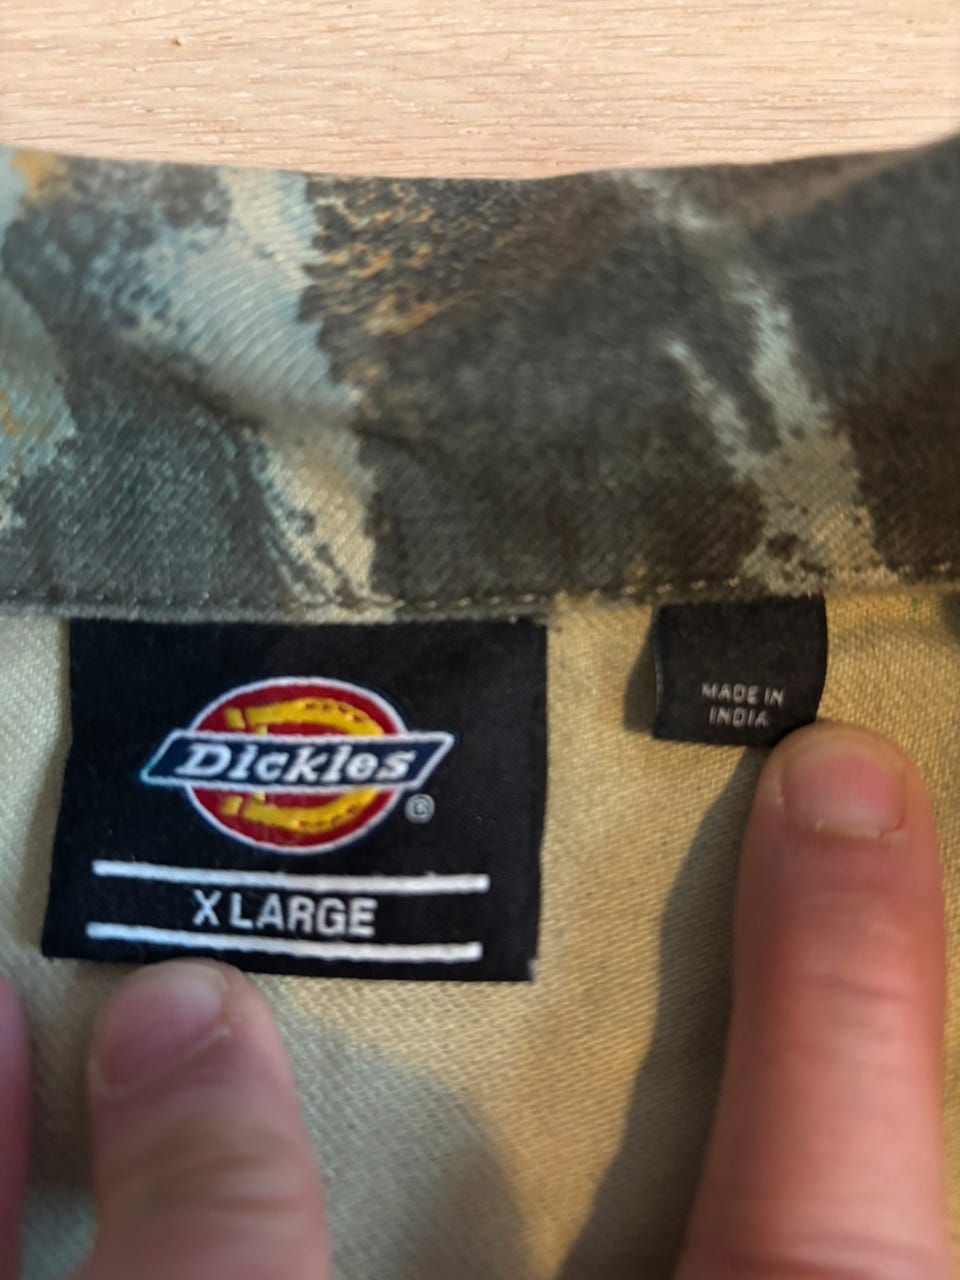 Dickies
®
X LARGE
MADE IN
INDIA